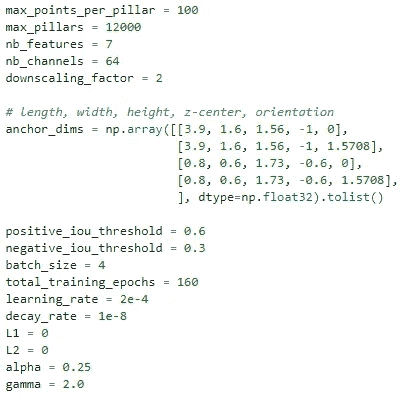 max_points_per_pillar = 100
max_pillars = 12000
nb_features = 7
nb_channels = 64
downscaling_factor = 2

# length, width, height, z-center, orientation
anchor_dims = np.array([[3.9, 1.6, 1.56, -1, 0],
                        [3.9, 1.6, 1.56, -1, 1.5708],
                        [0.8, 0.6, 1.73, -0.6, 0],
                        [0.8, 0.6, 1.73, -0.6, 1.5708],
                        ], dtype=np.float32).tolist()

positive_iou_threshold = 0.6
negative_iou_threshold = 0.3
batch_size = 4
total_training_epochs = 160
learning_rate = 2e-4
decay_rate = 1e-8
L1 = 0
L2 = 0
alpha = 0.25
gamma = 2.0